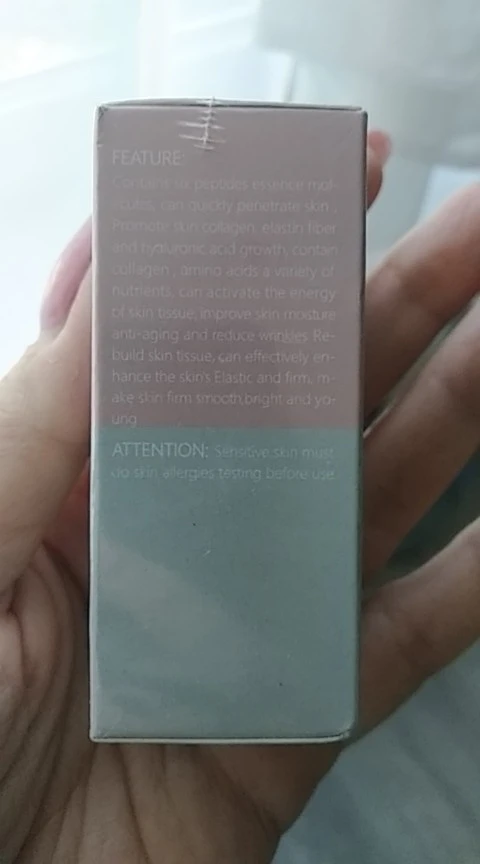 FEATURE:
Contains six peptides essence mol-
ecules, can quickly penetrate skin ,
Promote skin collagen, elastin fiber
and hyaluronic acid growth, contain
collagen , amino acids a variety of
nutrients, can activate the energy
of skin tissue, improve skin moisture
anti-aging and reduce wrinkles. Re-
build skin tissue, can effectively en-
hance the skin's Elastic and firm, m-
ake skin firm smooth,bright and yo-
ung
ATTENTION: Sensitive skin must
do skin allergies testing before use